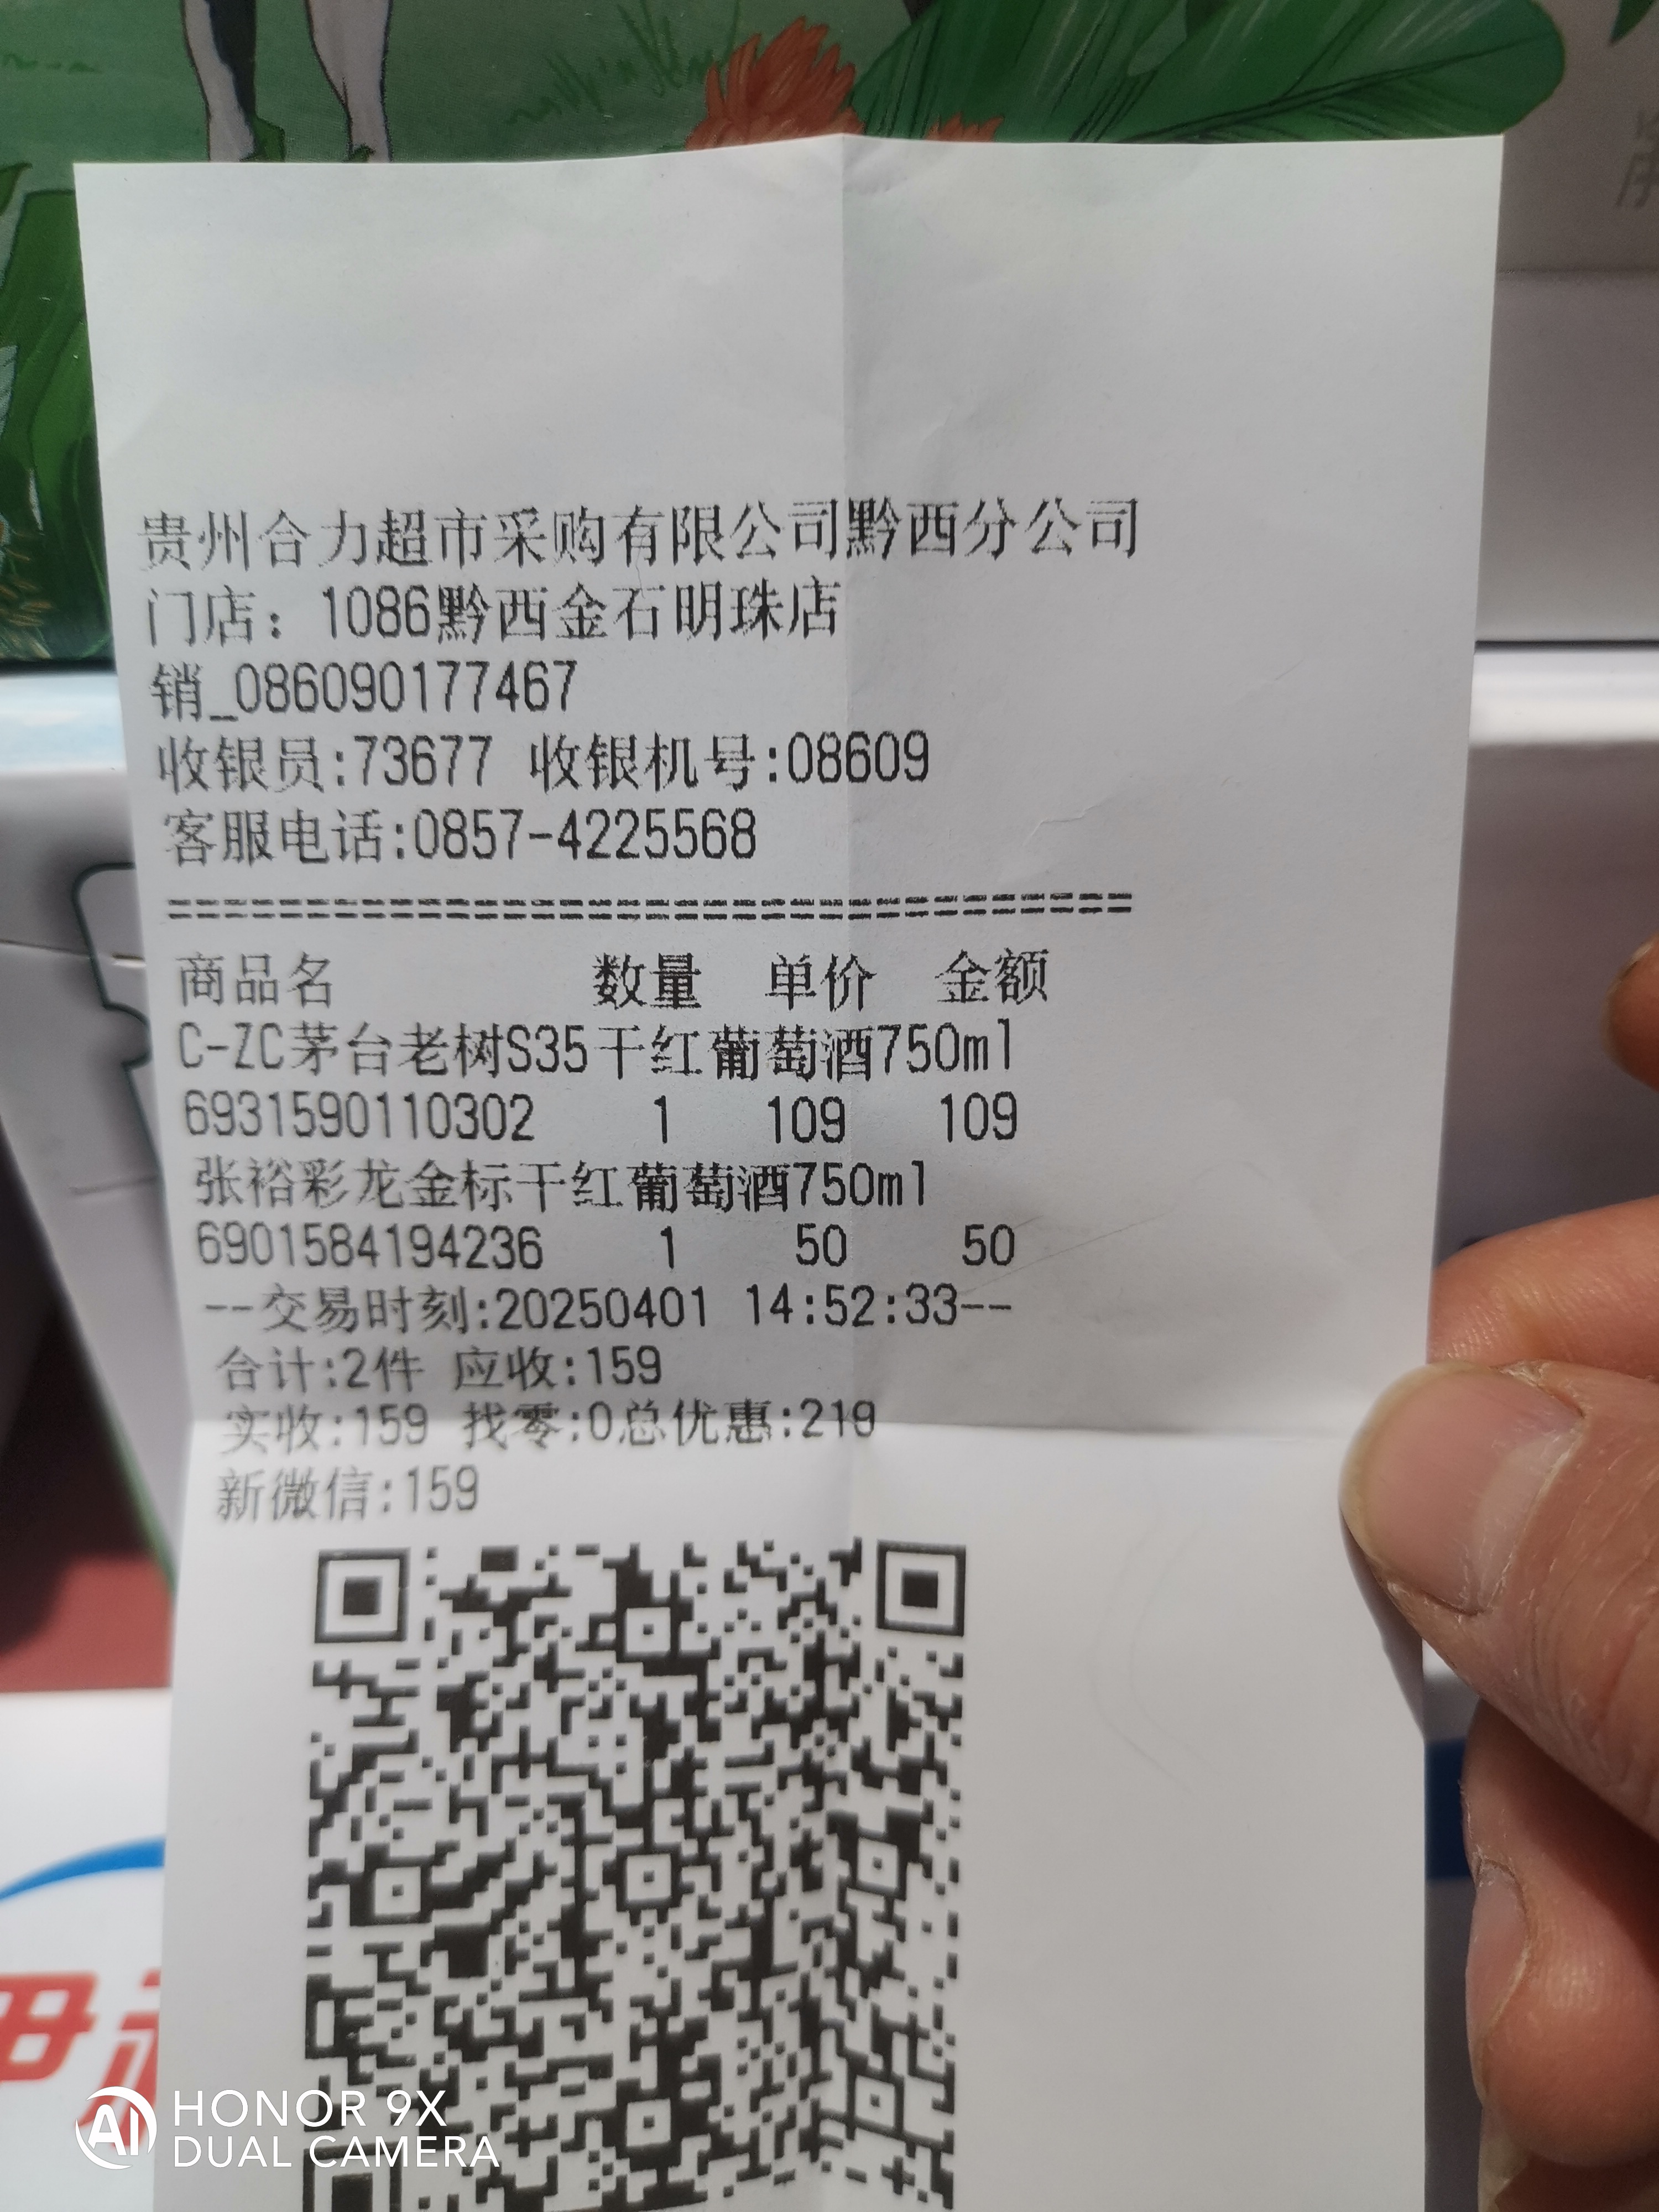 贵州合力超市采购有限公司黔西分公司
门店：1086黔西金石明珠店
销_086090177467
收银员:73677 收银机号:08609
客服电话:0857-4225568
==================================
商品名 数量 单价 金额
C-ZC茅台老树S35干红葡萄酒750ml
6931590110302 1 109 109
张裕彩龙金标干红葡萄酒750ml
6901584194236 1 50 50
--交易时刻:20250401 14:52:33--
合计:2件 应收:159
实收:159 找零:0总优惠:219
新微信:159
AI HONOR 9X
DUAL CAMERA